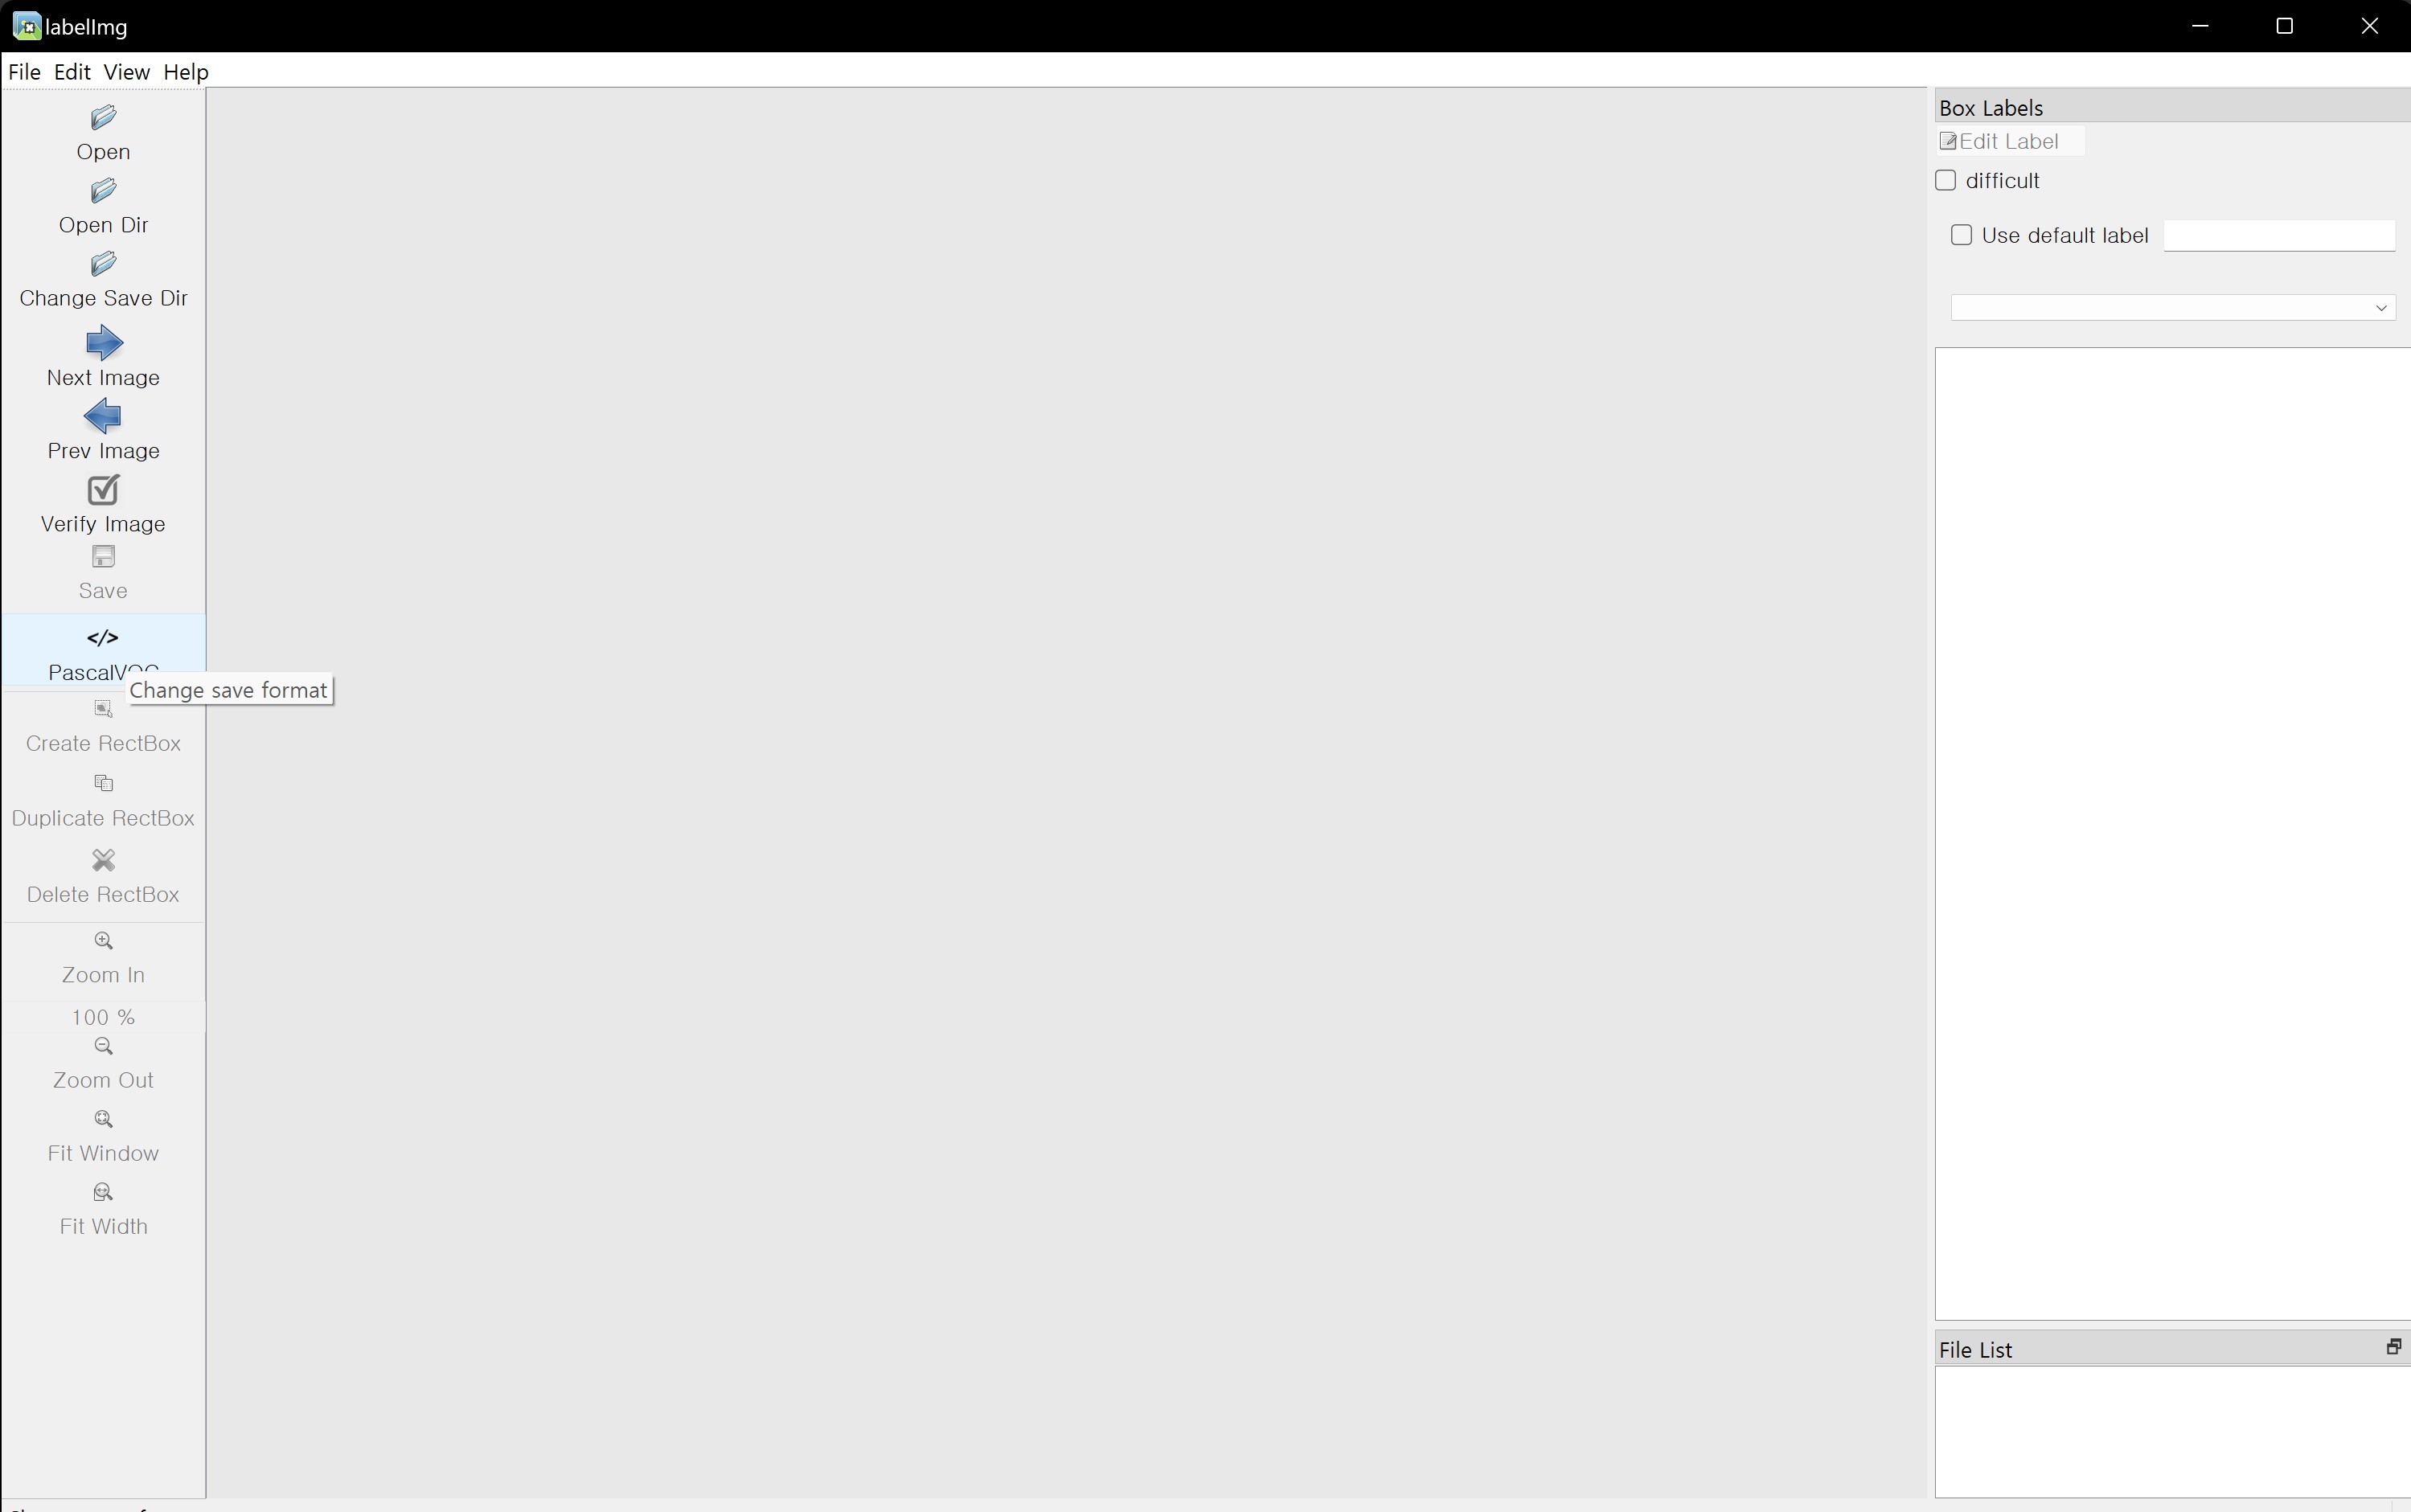 labelImg
File Edit View Help
Open
Open Dir
Change Save Dir
Next Image
Prev Image
Verify Image
Save
</>
Change save format
Create RectBox
Duplicate RectBox
Delete RectBox
Zoom In
100 %
Zoom Out
Fit Window
Fit Width
Box Labels
Edit Label
difficult
Use default label
File List